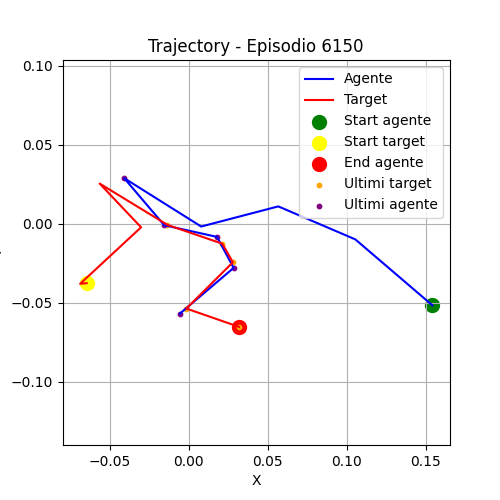 Trajectory - Episodio 6150
Agente
Target
Start agente
Start target
End agente
Ultimi target
Ultimi agente
0.10
0.05
0.00
−0.05
−0.10
−0.05
0.00
0.05
0.10
0.15
X